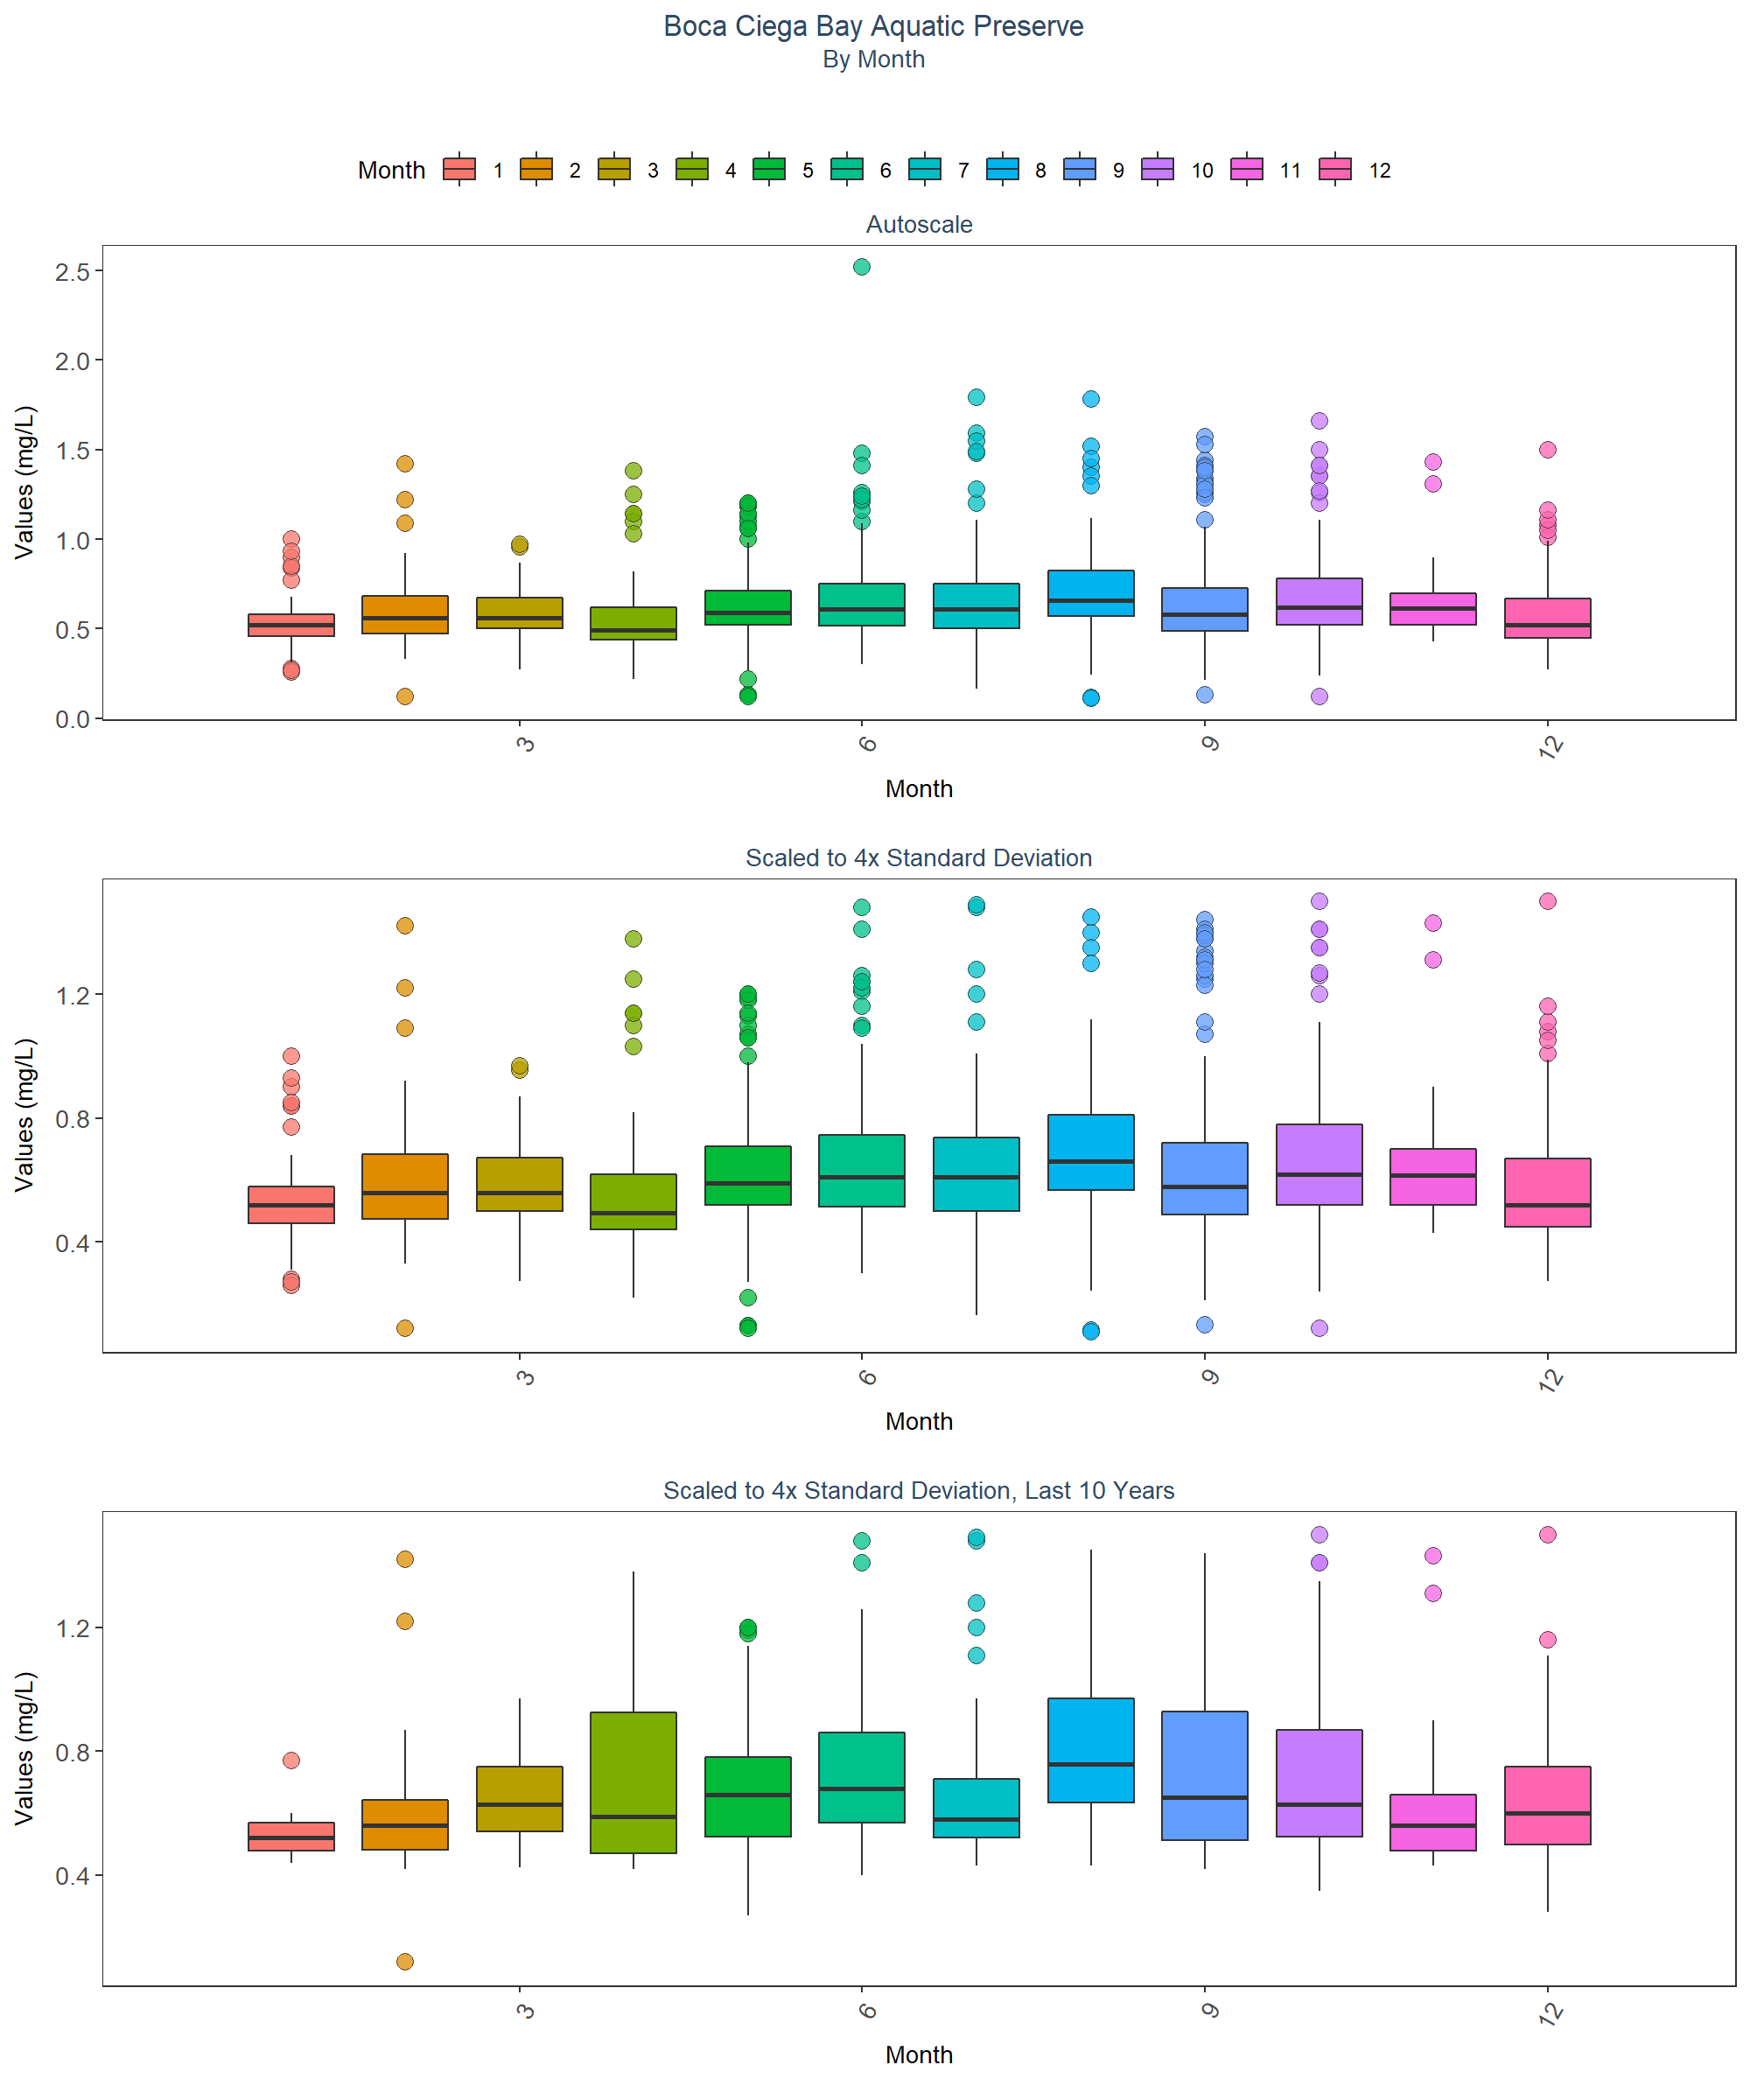 Boca Ciega Bay Aquatic Preserve
By Month
Month 1 2 3 4 5 6 7 8 9 10 11 12
Autoscale
Values (mg/L)
2.5
2.0
1.5
1.0
0.5
0.0
3 6 9 12
Month
Scaled to 4x Standard Deviation
Values (mg/L)
1.2
0.8
0.4
3 6 9 12
Month
Scaled to 4x Standard Deviation, Last 10 Years
Values (mg/L)
1.2
0.8
0.4
3 6 9 12
Month